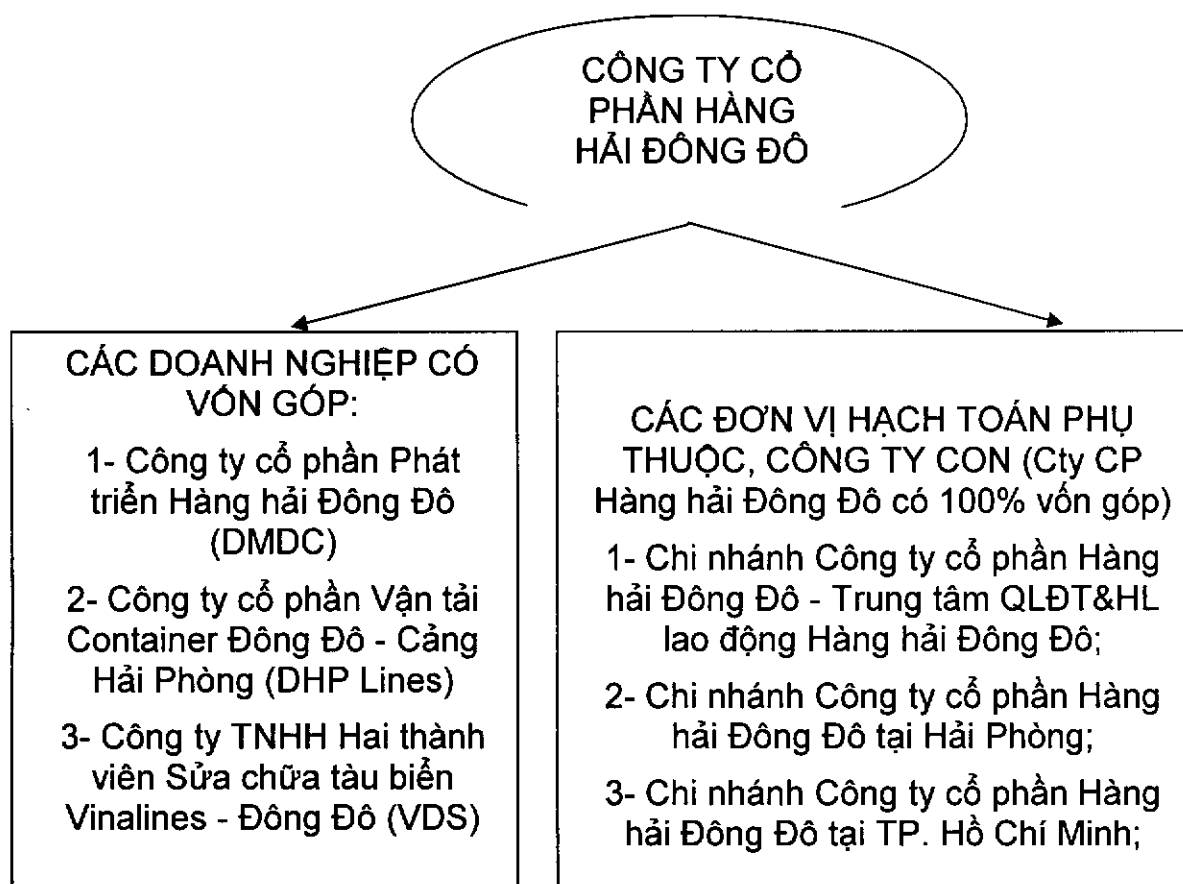 CÔNG TY CỔ
PHẦN HÀNG
HẢI ĐÔNG ĐÔ
CÁC DOANH NGHIỆP CÓ
VỐN GÓP:
1- Công ty cổ phần Phát
triển Hàng hải Đông Đô
(DMDC)
2- Công ty cổ phần Vận tải
Container Đông Đô - Cảng
Hải Phòng (DHP Lines)
3- Công ty TNHH Hai thành
viên Sửa chữa tàu biển
Vinalines - Đông Đô (VDS)
CÁC ĐƠN VỊ HẠCH TOÁN PHỤ
THUỘC, CÔNG TY CON (Cty CP
Hàng hải Đông Đô có 100% vốn góp)
1- Chi nhánh Công ty cổ phần Hàng
hải Đông Đô - Trung tâm QLĐT&HL
lao động Hàng hải Đông Đô;
2- Chi nhánh Công ty cổ phần Hàng
hải Đông Đô tại Hải Phòng;
3- Chi nhánh Công ty cổ phần Hàng
hải Đông Đô tại TP. Hồ Chí Minh;